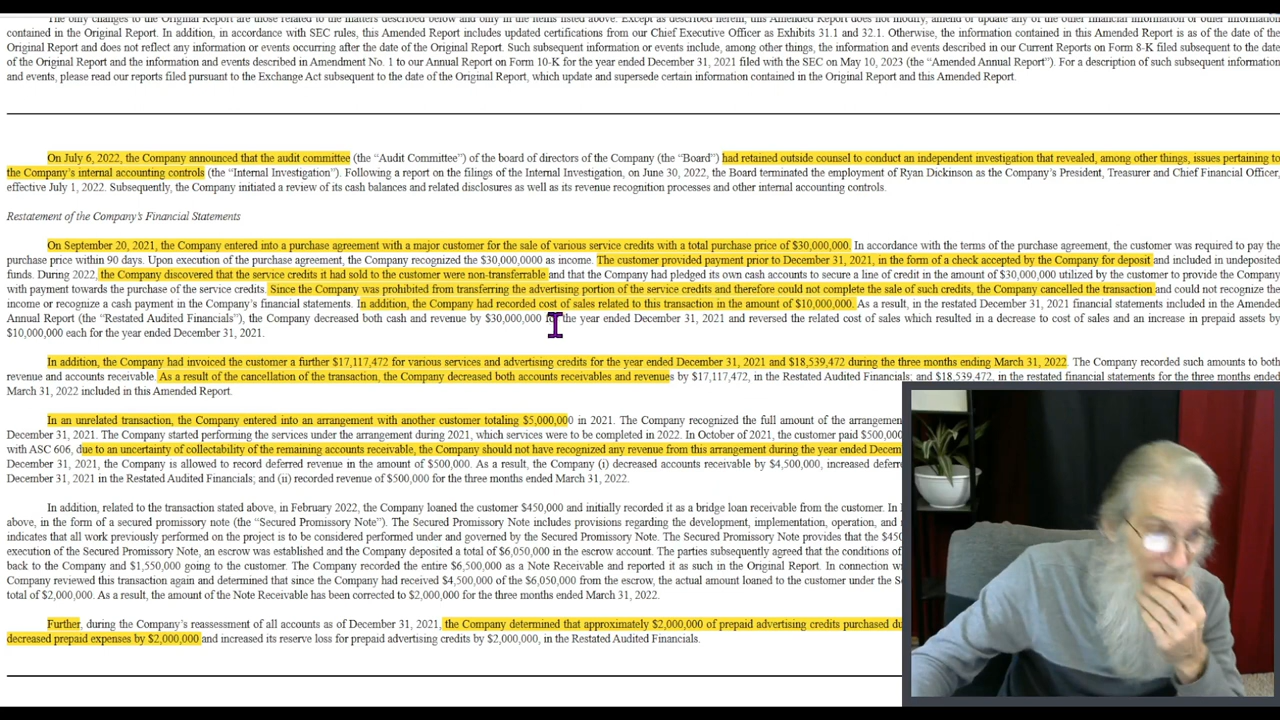 The only changes to the Original Report are those related to the matters described below and only in the items listed above. Except as described herein, this Amended Report does not modify, amend or update any of the other financial information or other information
contained in the Original Report. In addition, in accordance with SEC rules, this Amended Report includes updated certifications from our Chief Executive Officer as Exhibits 31.1 and 32.1. Otherwise, the information contained in this Amended Report is as of the date of the
Original Report and does not reflect any information or events occurring after the date of the Original Report. Such subsequent information or events include, among other things, the information and events described in our Current Reports on Form 8-K filed subsequent to the date
of the Original Report and the information and events described in Amendment No. 1 to our Annual Report on Form 10-K for the year ended December 31, 2021 filed with the SEC on May 10, 2023 (the “Amended Annual Report”). For a description of such subsequent information
and events, please read our reports filed pursuant to the Exchange Act subsequent to the date of the Original Report, which update and supersede certain information contained in the Original Report and this Amended Report.
On July 6, 2022, the Company announced that the audit committee (the “Audit Committee”) of the board of directors of the Company (the “Board”) had retained outside counsel to conduct an independent investigation that revealed, among other things, issues pertaining to
the Company’s internal accounting controls (the “Internal Investigation”). Following a report on the filings of the Internal Investigation, on June 30, 2022, the Board terminated the employment of Ryan Dickinson as the Company’s President, Treasurer and Chief Financial Officer,
effective July 1, 2022. Subsequently, the Company initiated a review of its cash balances and related disclosures as well as its revenue recognition processes and other internal accounting controls.
Restatement of the Company’s Financial Statements
On September 20, 2021, the Company entered into a purchase agreement with a major customer for the sale of various service credits with a total purchase price of $30,000,000. In accordance with the terms of the purchase agreement, the customer was required to pay the
purchase price within 90 days. Upon execution of the purchase agreement, the Company recognized the $30,000,0000 as income. The customer provided payment prior to December 31, 2021, in the form of a check accepted by the Company for deposit and included in undeposited
funds. During 2022, the Company discovered that the service credits it had sold to the customer were non-transferrable and that the Company had pledged its own cash accounts to secure a line of credit in the amount of $30,000,000 utilized by the customer to provide the Company
with payment towards the purchase of the service credits. Since the Company was prohibited from transferring the advertising portion of the service credits and therefore could not complete the sale of such credits, the Company cancelled the transaction and could not recognize the
income or recognize a cash payment in the Company’s financial statements. In addition, the Company had recorded cost of sales related to this transaction in the amount of $10,000,000. As a result, in the restated December 31, 2021 financial statements included in the Amended
Annual Report (the “Restated Audited Financials”), the Company decreased both cash and revenue by $30,000,000 for the year ended December 31, 2021 and reversed the related cost of sales which resulted in a decrease to cost of sales and an increase in prepaid assets by
$10,000,000 each for the year ended December 31, 2021.
In addition, the Company had invoiced the customer a further $17,117,472 for various services and advertising credits for the year ended December 31, 2021 and $18,539,472 during the three months ending March 31, 2022. The Company recorded such amounts to both
revenue and accounts receivable. As a result of the cancellation of the transaction, the Company decreased both accounts receivables and revenues by $17,117,472, in the Restated Audited Financials; and $18,539,472, in the restated financial statements for the three months ended
March 31, 2022 included in this Amended Report.
In an unrelated transaction, the Company entered into an arrangement with another customer totaling $5,000,000 in 2021. The Company recognized the full amount of the arrangement
December 31, 2021. The Company started performing the services under the arrangement during 2021, which services were to be completed in 2022. In October of 2021, the customer paid $500,000
with ASC 606, due to an uncertainty of collectability of the remaining accounts receivable, the Company should not have recognized any revenue from this arrangement during the year ended
December 31, 2021, the Company is allowed to record deferred revenue in the amount of $500,000. As a result, the Company (i) decreased accounts receivable by $4,500,000, increased deferred
December 31, 2021 in the Restated Audited Financials; and (ii) recorded revenue of $500,000 for the three months ended March 31, 2022.
In addition, related to the transaction stated above, in February 2022, the Company loaned the customer $450,000 and initially recorded it as a bridge loan receivable from the customer. In
above, in the form of a secured promissory note (the “Secured Promissory Note”). The Secured Promissory Note includes provisions regarding the development, implementation, operation, and
indicates that all work previously performed on the project is to be considered performed under and governed by the Secured Promissory Note. The Secured Promissory Note provides that the
execution of the Secured Promissory Note, an escrow was established and the Company deposited a total of $6,050,000 in the escrow account. The parties subsequently agreed that the conditions of
back to the Company and $1,550,000 going to the customer. The Company recorded the entire $6,500,000 as a Note Receivable and reported it as such in the Original Report. In connection
Company reviewed this transaction again and determined that since the Company had received $4,500,000 of the $6,050,000 from the escrow, the actual amount loaned to the customer under the
total of $2,000,000. As a result, the amount of the Note Receivable has been corrected to $2,000,000 for the three months ended March 31, 2022.
Further, during the Company’s reassessment of all accounts as of December 31, 2021, the Company determined that approximately $2,000,000 of prepaid advertising credits purchased
decreased prepaid expenses by $2,000,000 and increased its reserve loss for prepaid advertising credits by $2,000,000, in the Restated Audited Financials.